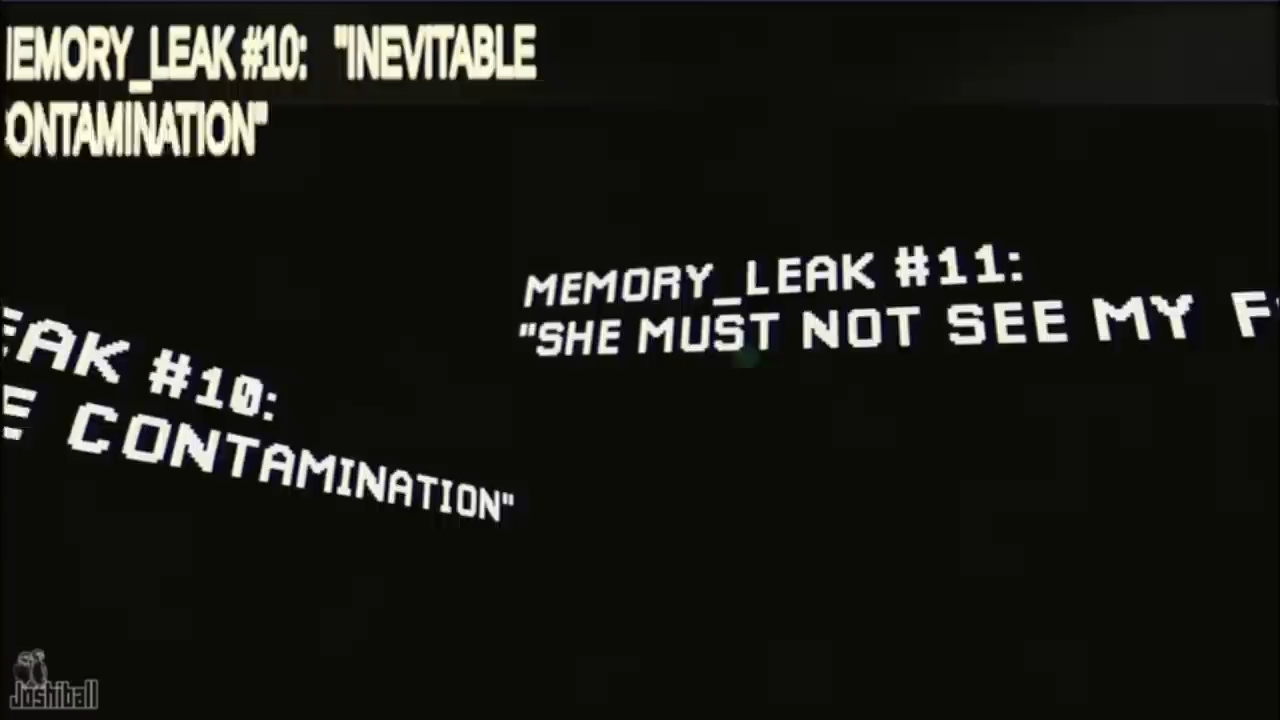 EMORY_LEAK #10: "INEVITABLE
ONTAMINATION"
MEMORY_LEAK #11:
"SHE MUST NOT SEE MY
EAK #10:
E CONTAMINATION"
Joshiball